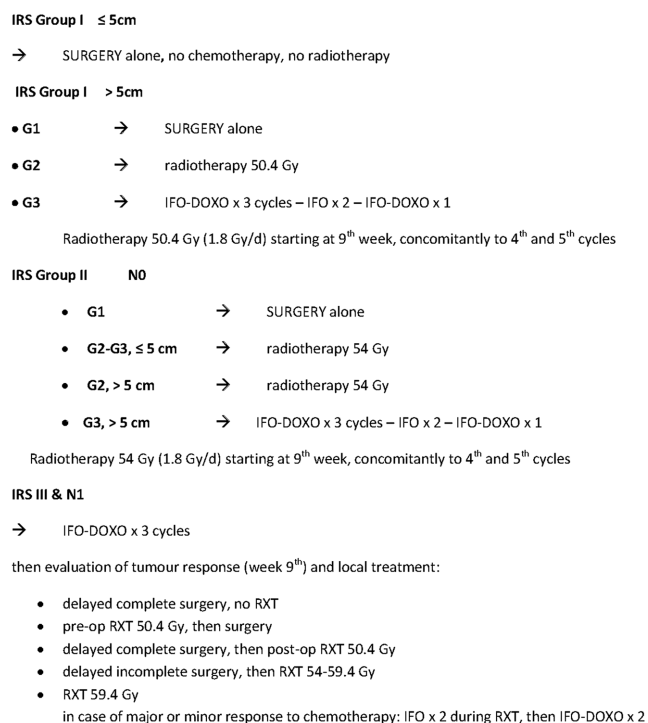 IRS Group I ≤ 5cm
→ SURGERY alone, no chemotherapy, no radiotherapy
IRS Group I > 5cm
• G1 → SURGERY alone
• G2 → radiotherapy 50.4 Gy
• G3 → IFO-DOXO x 3 cycles – IFO x 2 – IFO-DOXO x 1
Radiotherapy 50.4 Gy (1.8 Gy/d) starting at 9th week, concomitantly to 4th and 5th cycles
IRS Group II N0
• G1 → SURGERY alone
• G2-G3, ≤ 5 cm → radiotherapy 54 Gy
• G2, > 5 cm → radiotherapy 54 Gy
• G3, > 5 cm → IFO-DOXO x 3 cycles – IFO x 2 – IFO-DOXO x 1
Radiotherapy 54 Gy (1.8 Gy/d) starting at 9th week, concomitantly to 4th and 5th cycles
IRS III & N1
→ IFO-DOXO x 3 cycles
then evaluation of tumour response (week 9th) and local treatment:
• delayed complete surgery, no RXT
• pre-op RXT 50.4 Gy, then surgery
• delayed complete surgery, then post-op RXT 50.4 Gy
• delayed incomplete surgery, then RXT 54-59.4 Gy
• RXT 59.4 Gy
in case of major or minor response to chemotherapy: IFO x 2 during RXT, then IFO-DOXO x 2